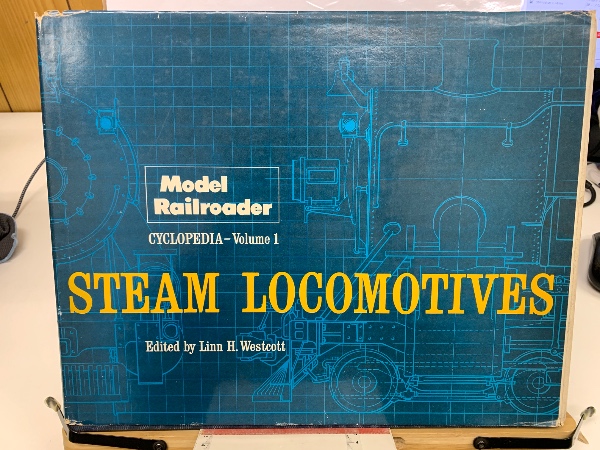 Model
Railroader
CYCLOPEDIA – Volume 1
STEAM LOCOMOTIVES
Edited by Linn H. Westcott